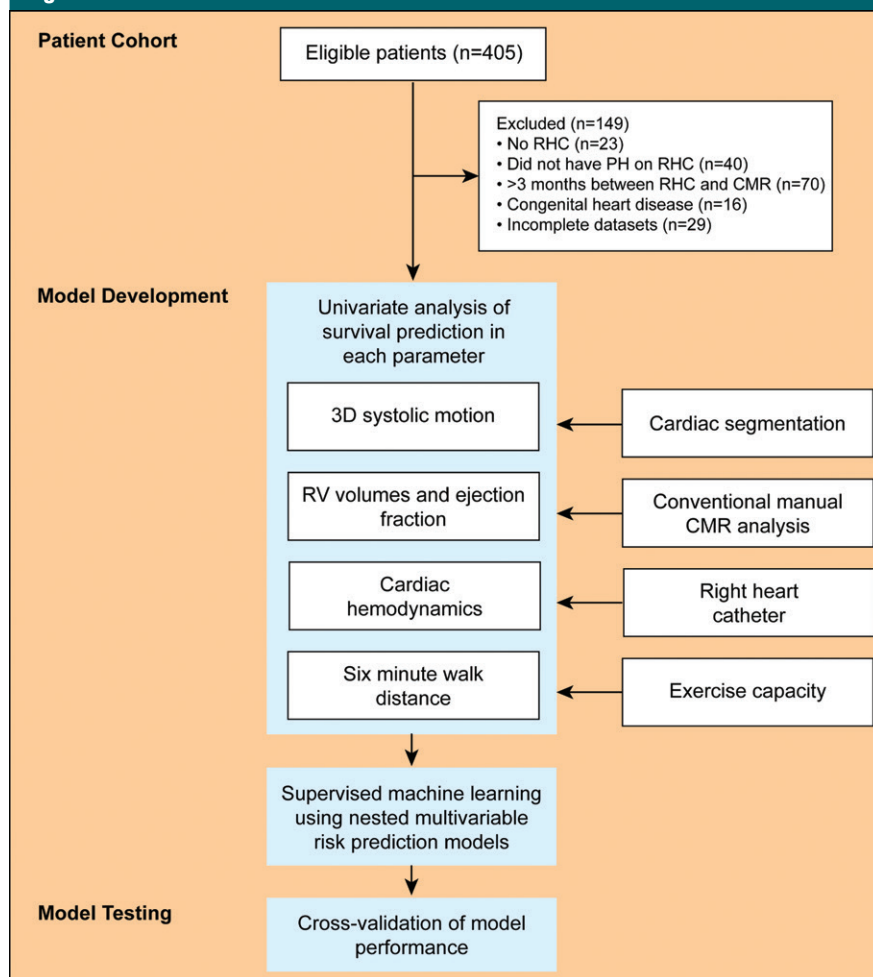 Patient Cohort
Eligible patients (n=405)
Excluded (n=149)
• No RHC (n=23)
• Did not have PH on RHC (n=40)
• >3 months between RHC and CMR (n=70)
• Congenital heart disease (n=16)
• Incomplete datasets (n=29)
Model Development
Univariate analysis of
survival prediction in
each parameter
3D systolic motion
Cardiac segmentation
RV volumes and ejection
fraction
Conventional manual
CMR analysis
Cardiac
hemodynamics
Right heart
catheter
Six minute walk
distance
Exercise capacity
Supervised machine learning
using nested multivariable
risk prediction models
Model Testing
Cross-validation of model
performance